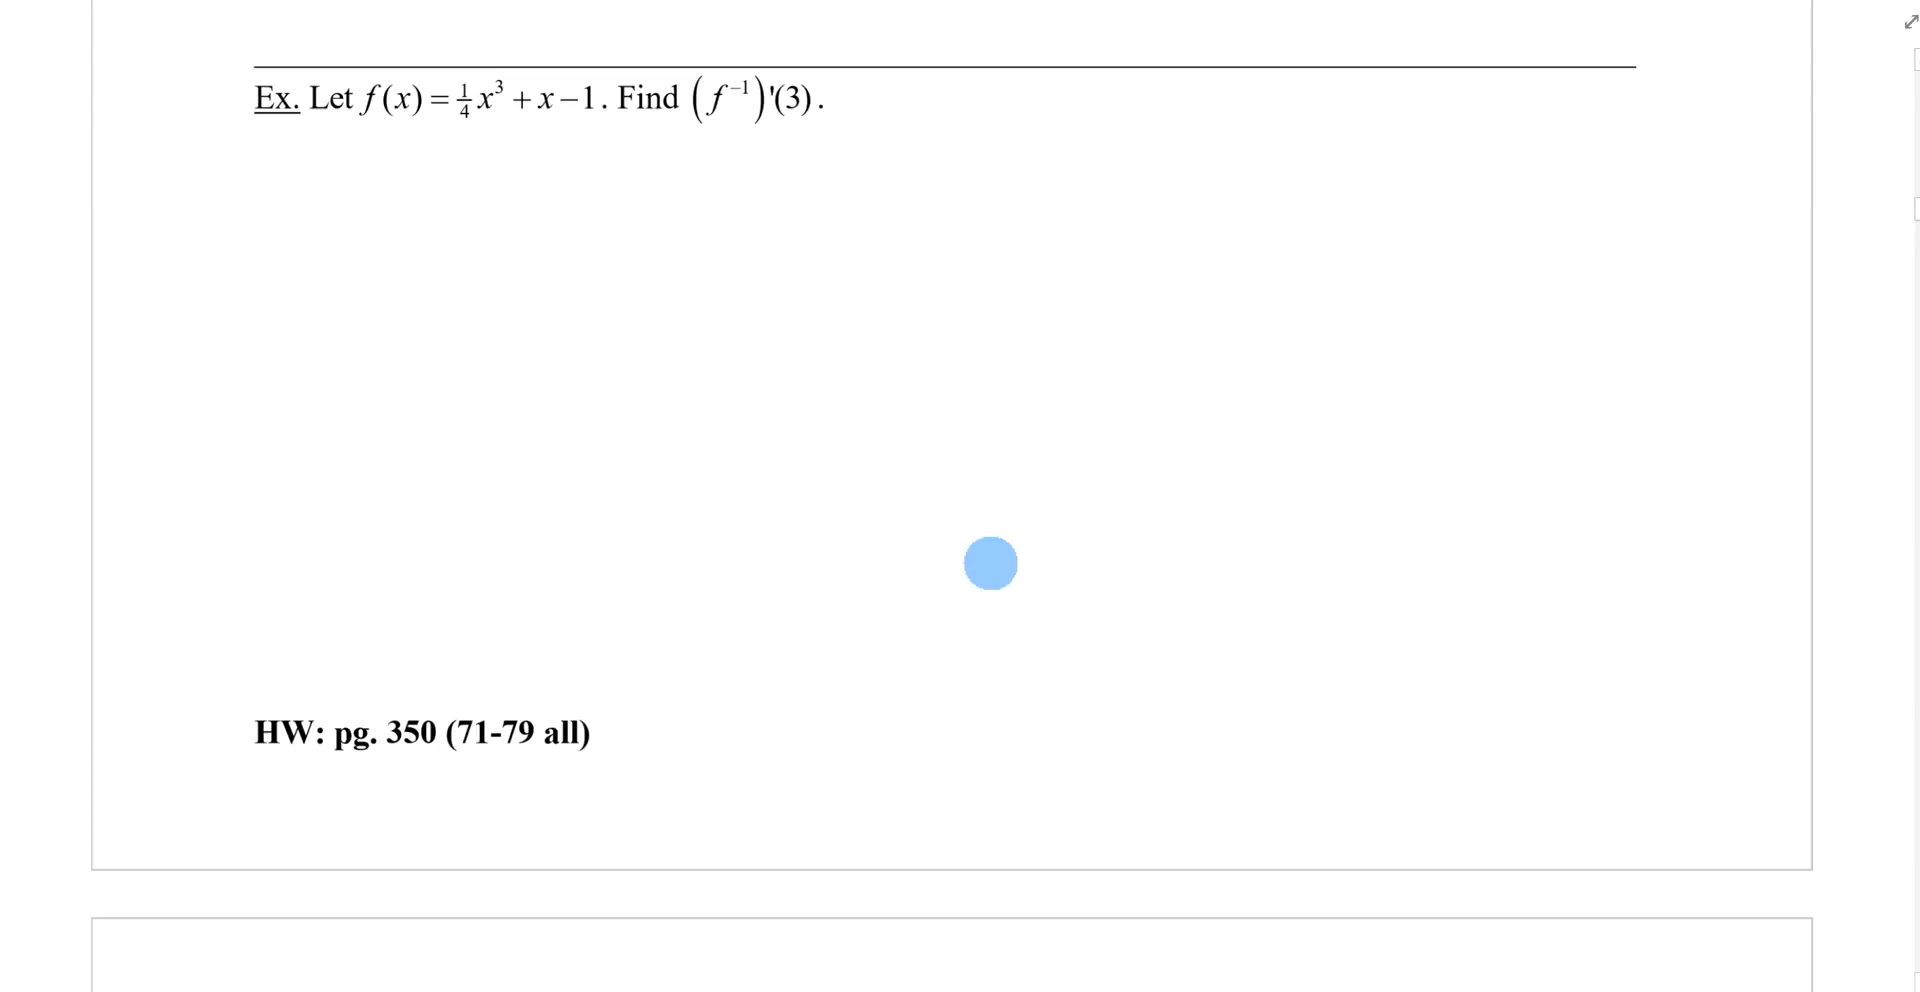 Ex. Let f(x) = ¼x³ + x − 1. Find (f⁻¹)'(3).
HW: pg. 350 (71-79 all)